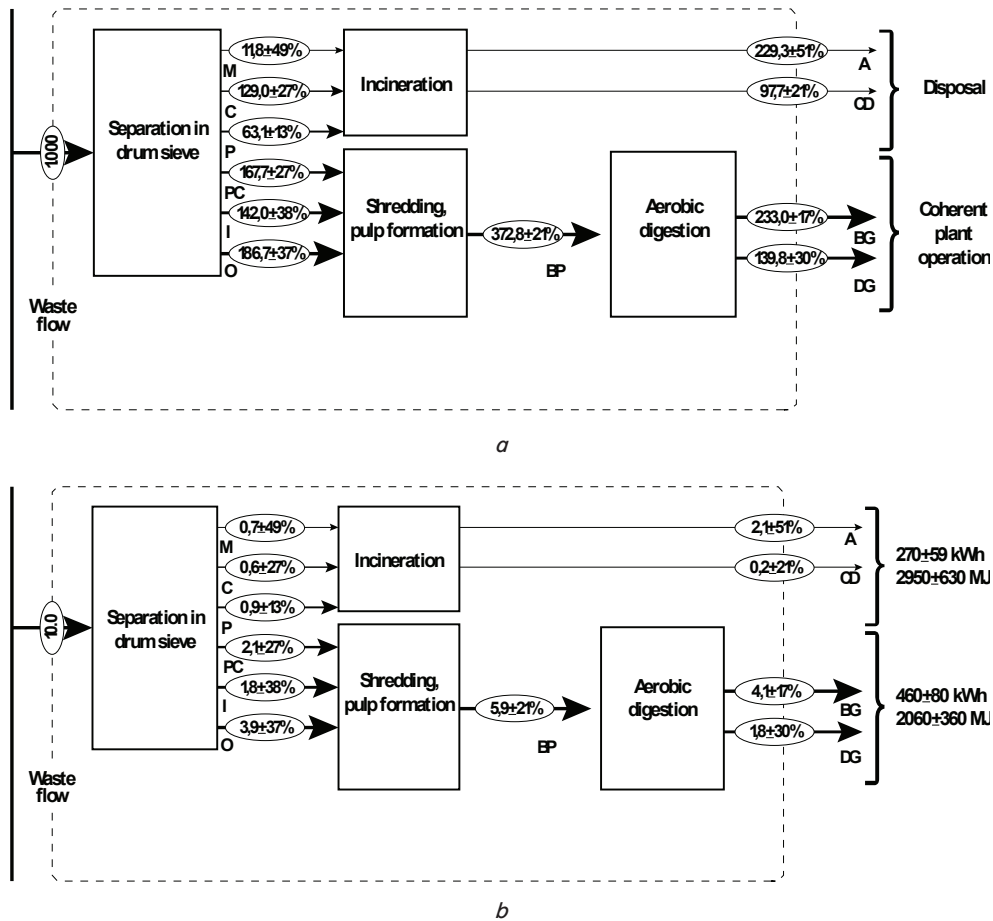 11,8±49%
229,3±51%
M
A
129,0±27%
Incineration
97,7±21%
Disposal
C
CD
Separation in
drum sieve
63,1±13%
1000
P
167,7±27%
PC
142,0±38%
Shredding,
pulp formation
Aerobic
digestion
233,0±17%
Coherent
plant
operation
I
372,8±21%
BG
186,7±37%
139,8±30%
O
BP
DG
Waste
flow
a
0,7±49%
2,1±51%
M
A
0,6±27%
Incineration
0,2±21%
270±59 kWh
2950±630 MJ
C
CD
Separation in
drum sieve
0,9±13%
10.0
P
2,1±27%
PC
1,8±38%
Shredding,
pulp formation
Aerobic
digestion
4,1±17%
460±80 kWh
2060±360 MJ
I
5,9±21%
BG
3,9±37%
1,8±30%
O
BP
DG
Waste
flow
b